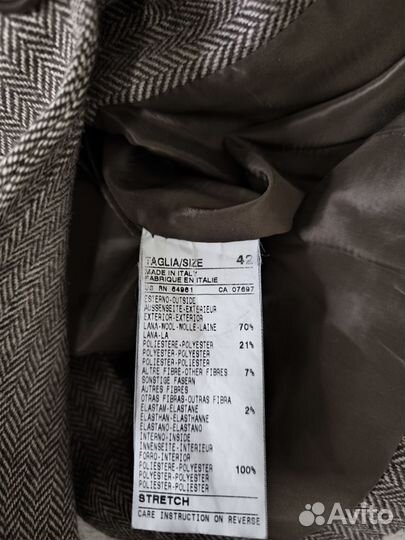 TAGLIA/SIZE 42
MADE IN ITALY
FABRIQUE EN ITALIE
US RN 64961 CA 07697
ESTERNO-OUTSIDE
AUSSENSEITE-EXTERIEUR
EXTERIOR-EXTERIOR
LANA-WOOL-WOLLE-LAINE 70%
LANA-LA
POLIESTERE-POLYESTER 21%
POLYESTER-POLYESTER
POLIESTER-POLIESTER
ALTRE FIBRE-OTHER FIBRES 7%
SONSTIGE FASERN
AUTRES FIBRES
OTRAS FIBRAS-OUTRAS FIBRA
ELASTAM-ELASTANE 2%
ELASTHAN-ELASTHANNE
ELASTANO-ELASTANO
INTERNO-INSIDE
INNENSEITE-INTERIEUR
FORRO-INTERIOR
POLIESTERE-POLYESTER 100%
POLYESTER-POLYESTER
POLIESTER-POLIESTER
STRETCH
CARE INSTRUCTION ON REVERSE
Avito